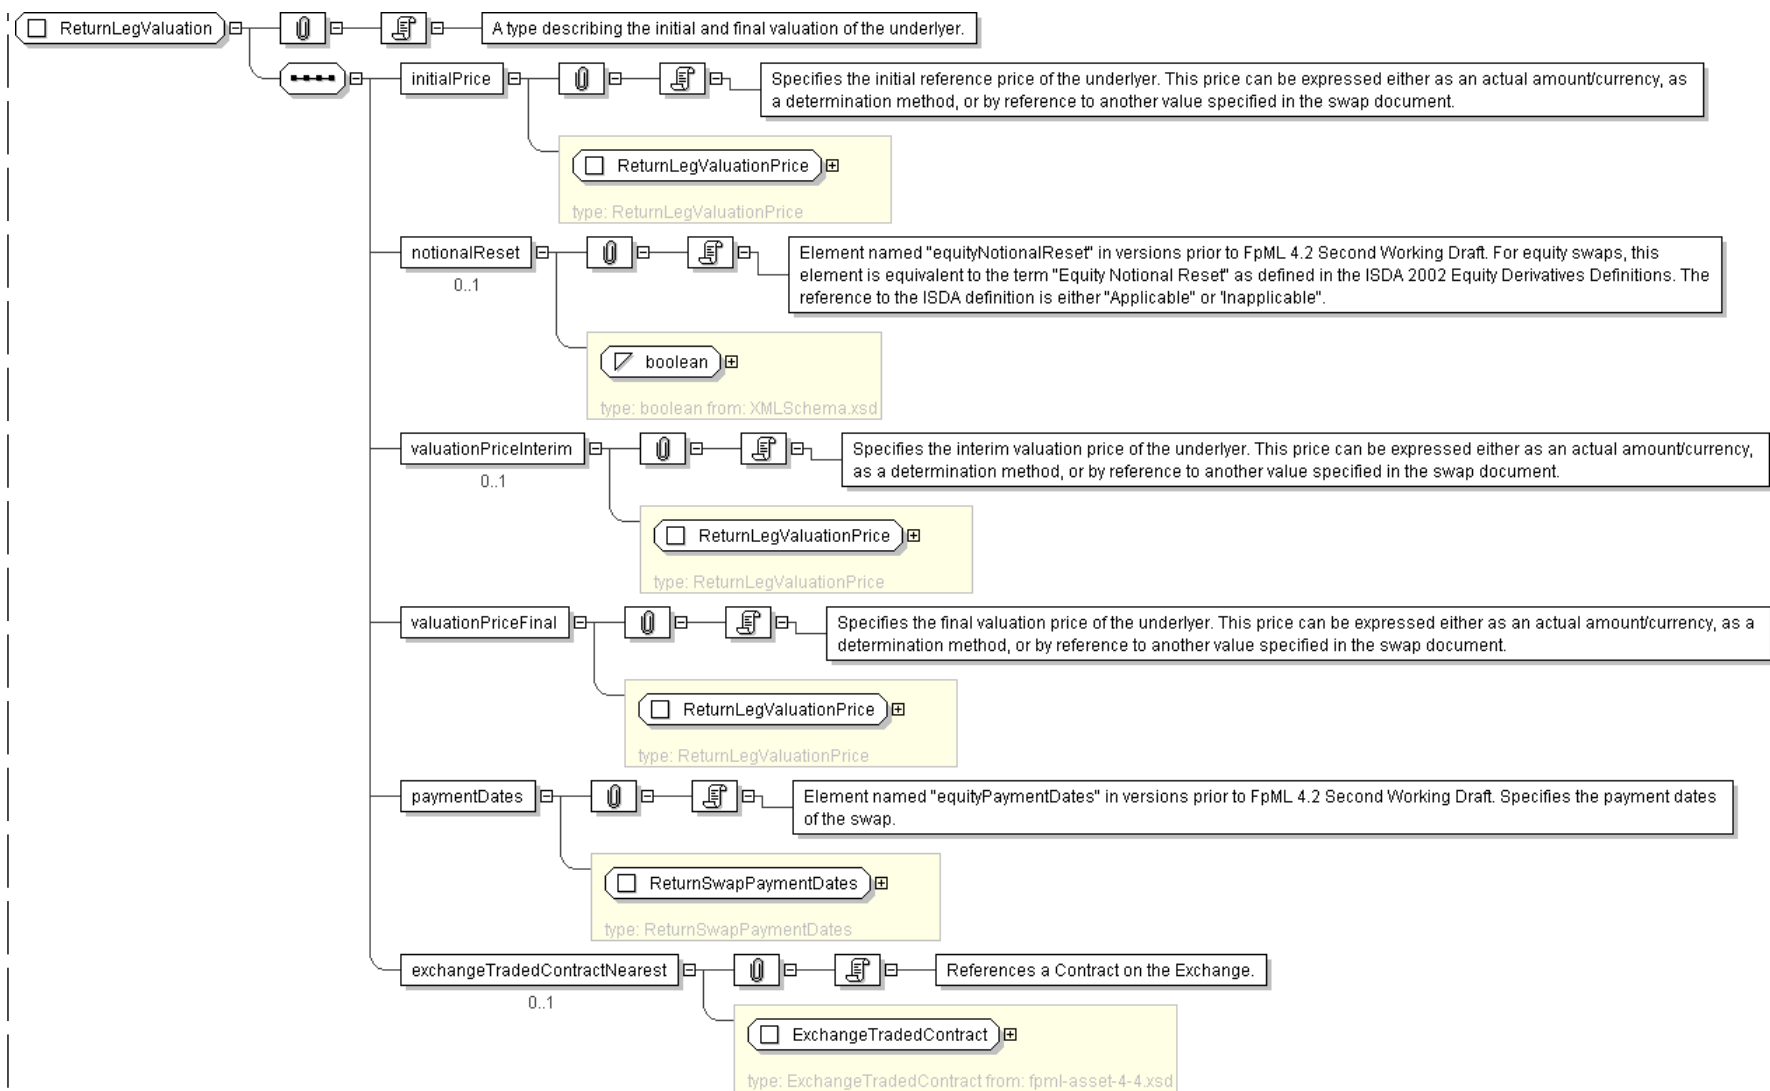 ReturnLegValuation
A type describing the initial and final valuation of the underlyer.
initialPrice
Specifies the initial reference price of the underlyer. This price can be expressed either as an actual amount/currency, as
a determination method, or by reference to another value specified in the swap document.
ReturnLegValuationPrice
type: ReturnLegValuationPrice
notionalReset
0..1
Element named "equityNotionalReset" in versions prior to FpML 4.2 Second Working Draft. For equity swaps, this
element is equivalent to the term "Equity Notional Reset" as defined in the ISDA 2002 Equity Derivatives Definitions. The
reference to the ISDA definition is either "Applicable" or 'Inapplicable".
boolean
type: boolean from: XMLSchema.xsd
valuationPriceInterim
0..1
Specifies the interim valuation price of the underlyer. This price can be expressed either as an actual amount/currency,
as a determination method, or by reference to another value specified in the swap document.
ReturnLegValuationPrice
type: ReturnLegValuationPrice
valuationPriceFinal
Specifies the final valuation price of the underlyer. This price can be expressed either as an actual amount/currency, as a
determination method, or by reference to another value specified in the swap document.
ReturnLegValuationPrice
type: ReturnLegValuationPrice
paymentDates
Element named "equityPaymentDates" in versions prior to FpML 4.2 Second Working Draft. Specifies the payment dates
of the swap.
ReturnSwapPaymentDates
type: ReturnSwapPaymentDates
exchangeTradedContractNearest
0..1
References a Contract on the Exchange.
ExchangeTradedContract
type: ExchangeTradedContract from: fpml-asset-4-4.xsd